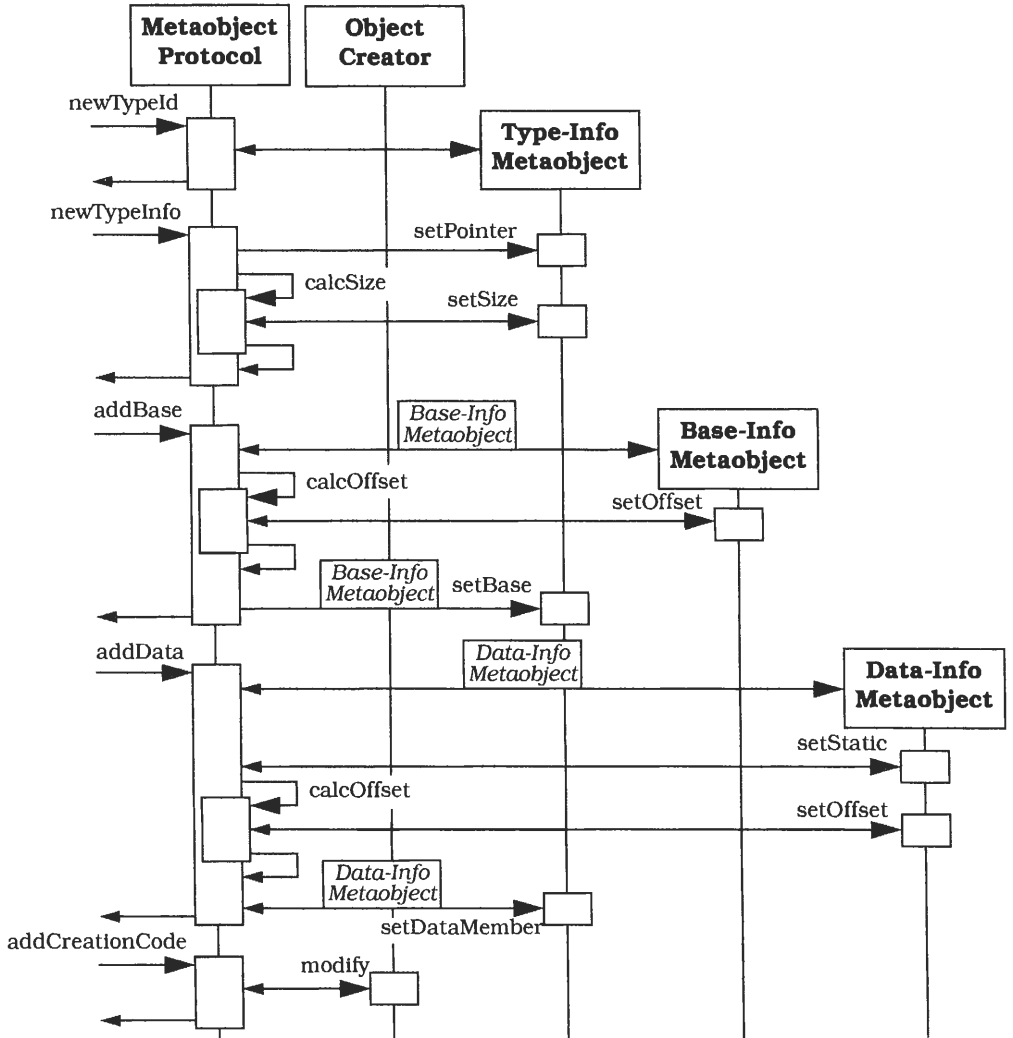 Metaobject
Protocol
Object
Creator
newTypeId
Type-Info
Metaobject
newTypeInfo
setPointer
calcSize
setSize
addBase
Base-Info
Metaobject
Base-Info
Metaobject
calcOffset
setOffset
Base-Info
Metaobject
setBase
addData
Data-Info
Metaobject
Data-Info
Metaobject
setStatic
calcOffset
setOffset
Data-Info
Metaobject
setDataMember
addCreationCode
modify